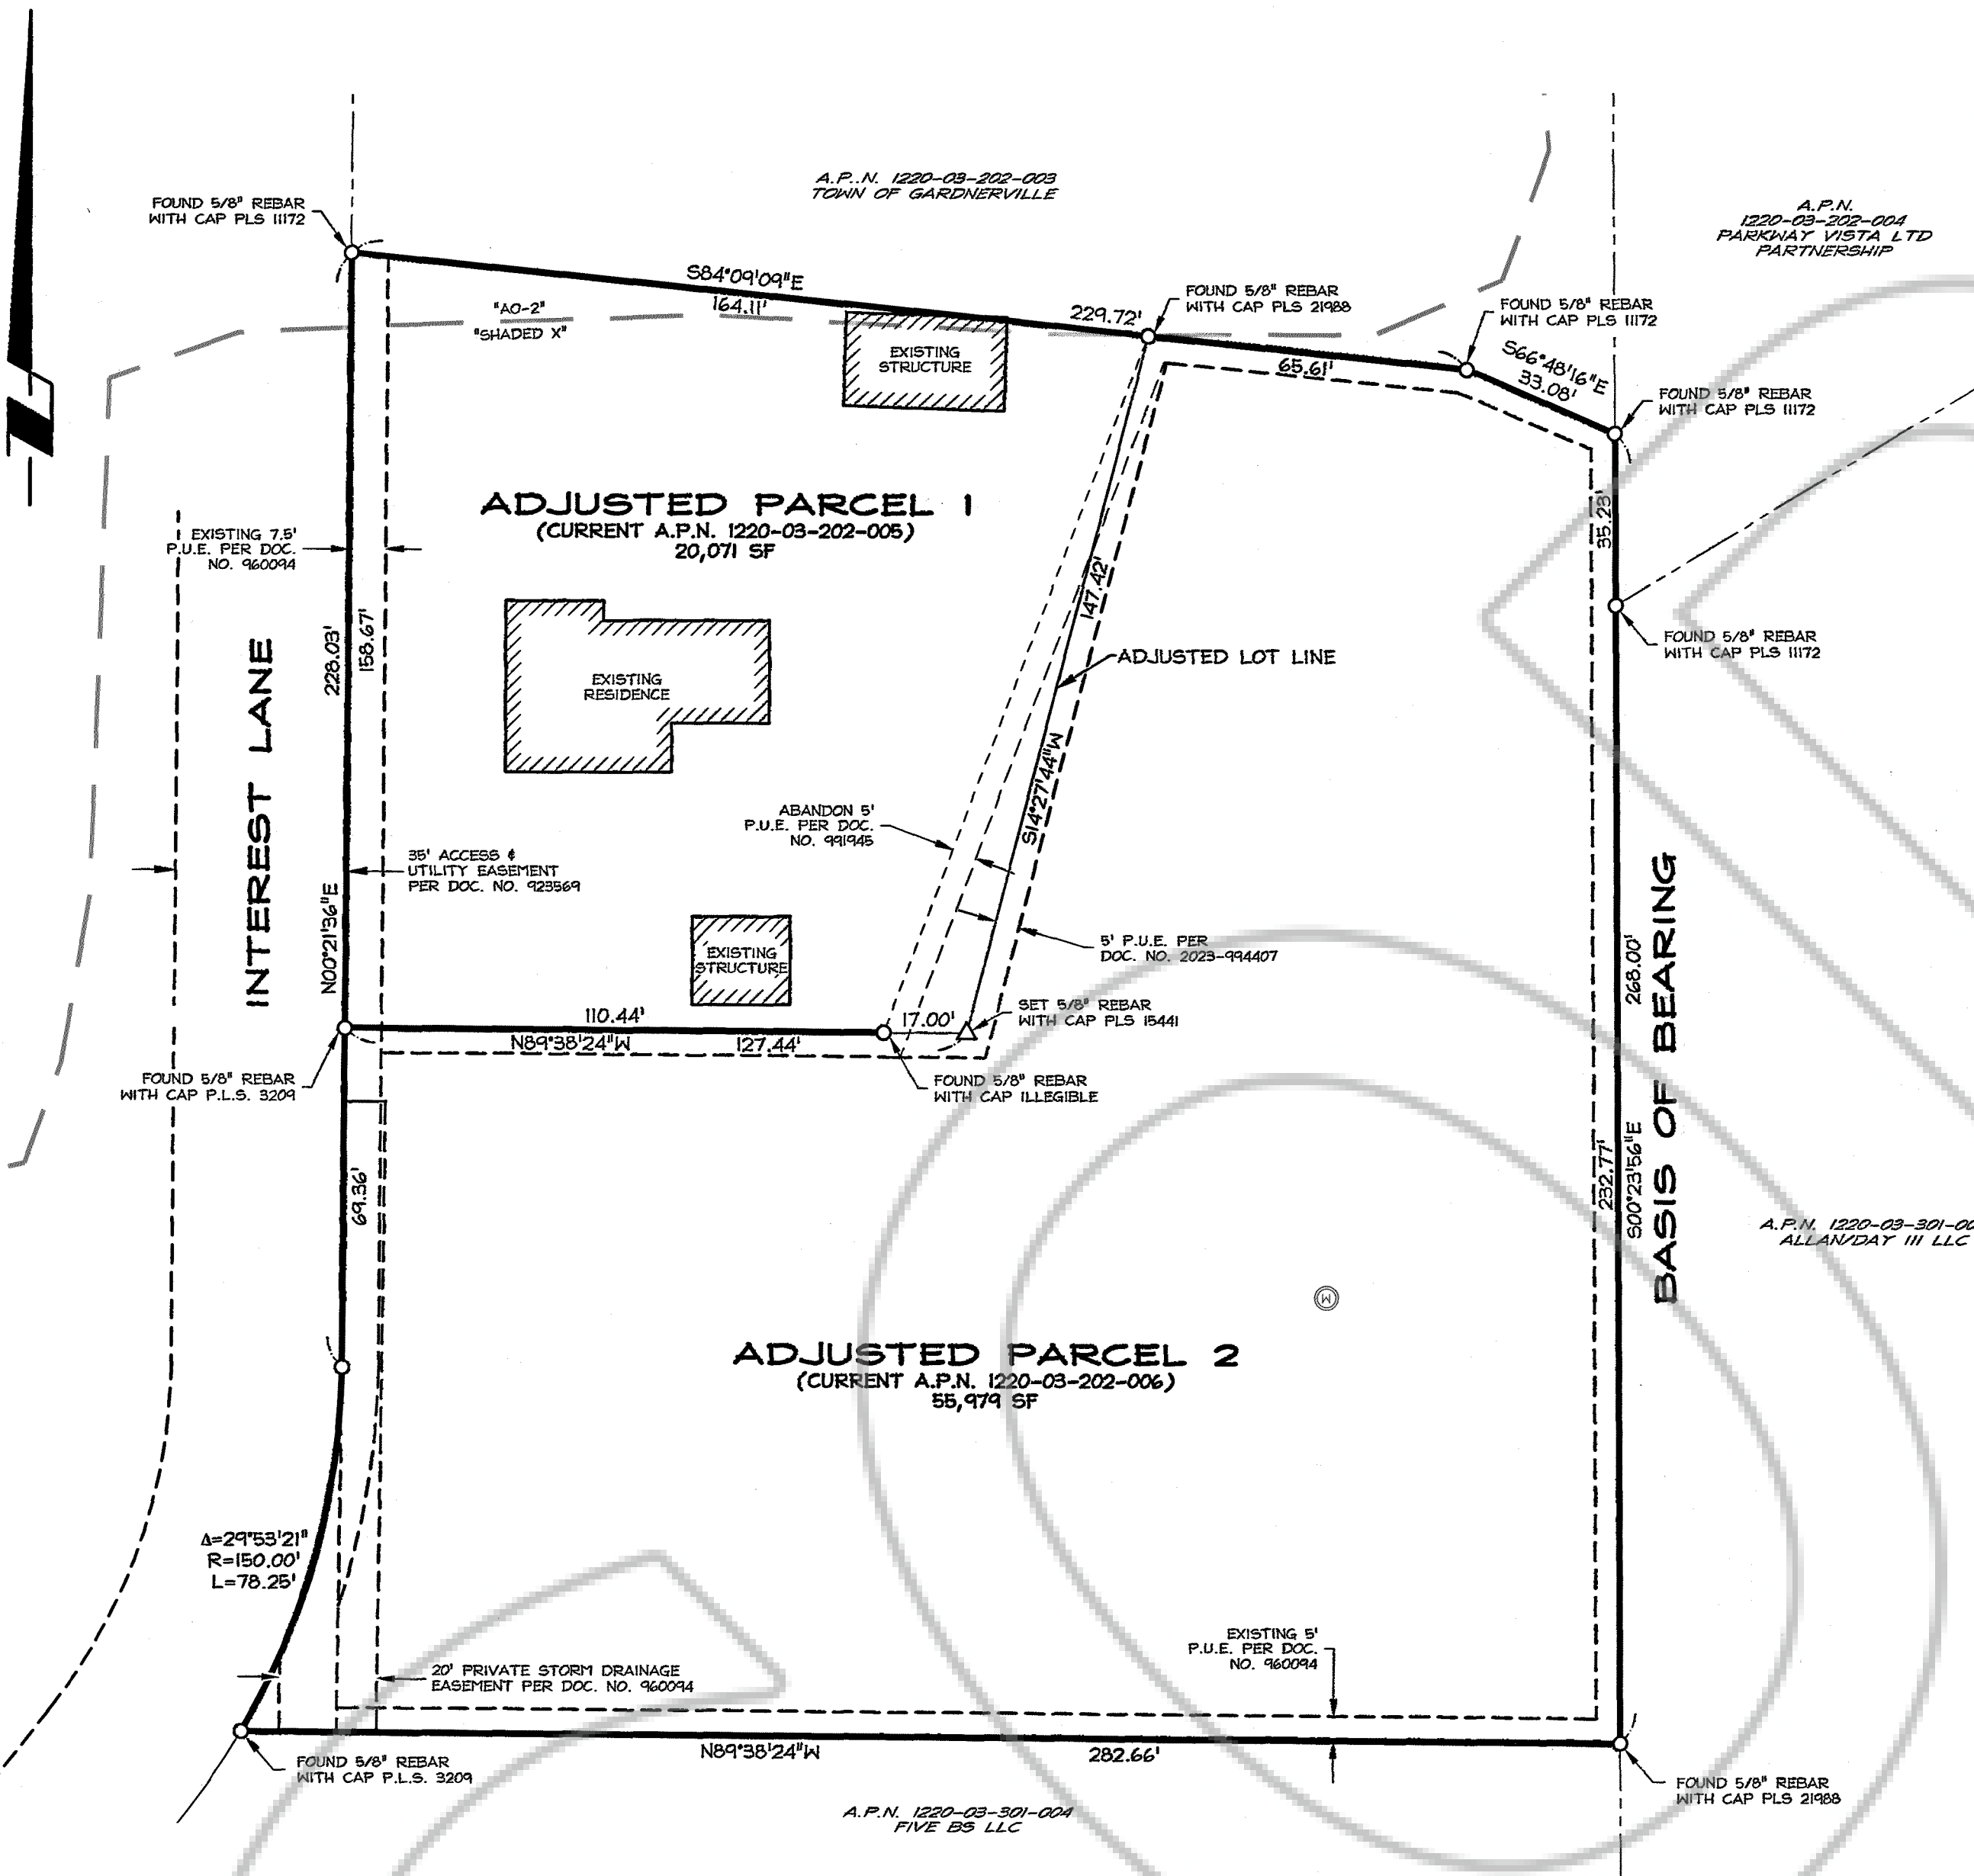 A.P..N. 1220-03-202-003
TOWN OF GARDNERVILLE
A.P.N.
1220-03-202-004
PARKWAY VISTA LTD
PARTNERSHIP
FOUND 5/8" REBAR
WITH CAP PLS 11172
S84°09'09"E
164.11'
229.72'
"AO-2"
"SHADED X"
FOUND 5/8" REBAR
WITH CAP PLS 21988
FOUND 5/8" REBAR
WITH CAP PLS 11172
S66°48'16"E
33.08'
65.61'
EXISTING
STRUCTURE
FOUND 5/8" REBAR
WITH CAP PLS 11172
35.23'
ADJUSTED PARCEL 1
(CURRENT A.P.N. 1220-03-202-005)
20,071 SF
EXISTING 7.5'
P.U.E. PER DOC.
NO. 960094
228.03'
158.67'
INTEREST LANE
N00°21'36"E
EXISTING
RESIDENCE
147.42'
S14°27'44"W
ADJUSTED LOT LINE
FOUND 5/8" REBAR
WITH CAP PLS 11172
ABANDON 5'
P.U.E. PER DOC.
NO. 991945
35' ACCESS &
UTILITY EASEMENT
PER DOC. NO. 923569
EXISTING
STRUCTURE
5' P.U.E. PER
DOC. NO. 2023-994407
268.00'
BASIS OF BEARING
232.77'
S00°23'56"E
110.44'
17.00'
SET 5/8" REBAR
WITH CAP PLS 15441
N89°38'24"W
127.44'
FOUND 5/8" REBAR
WITH CAP P.L.S. 3209
FOUND 5/8" REBAR
WITH CAP ILLEGIBLE
69.36'
A.P.N. 1220-03-301-00
ALLAN/DAY III LLC
W
ADJUSTED PARCEL 2
(CURRENT A.P.N. 1220-03-202-006)
55,979 SF
Δ=29°53'21"
R=150.00'
L=78.25'
EXISTING 5'
P.U.E. PER DOC.
NO. 960094
20' PRIVATE STORM DRAINAGE
EASEMENT PER DOC. NO. 960094
N89°38'24"W
282.66'
FOUND 5/8" REBAR
WITH CAP P.L.S. 3209
FOUND 5/8" REBAR
WITH CAP PLS 21988
A.P.N. 1220-03-301-004
FIVE BS LLC